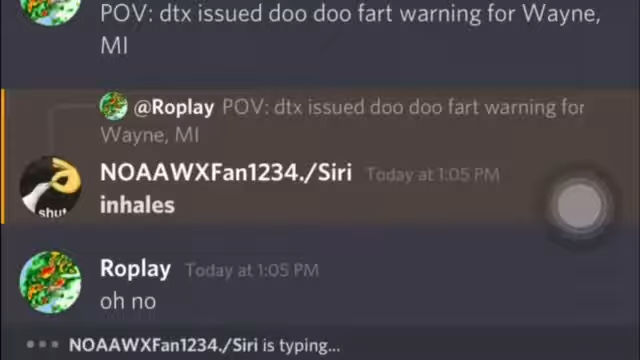 POV: dtx issued doo doo fart warning for Wayne,
MI
@Roplay POV: dtx issued doo doo fart warning for
Wayne, MI
NOAAWXFan1234./Siri Today at 1:05 PM
shut
inhales
Roplay Today at 1:05 PM
oh no
NOAAWXFan1234./Siri is typing...